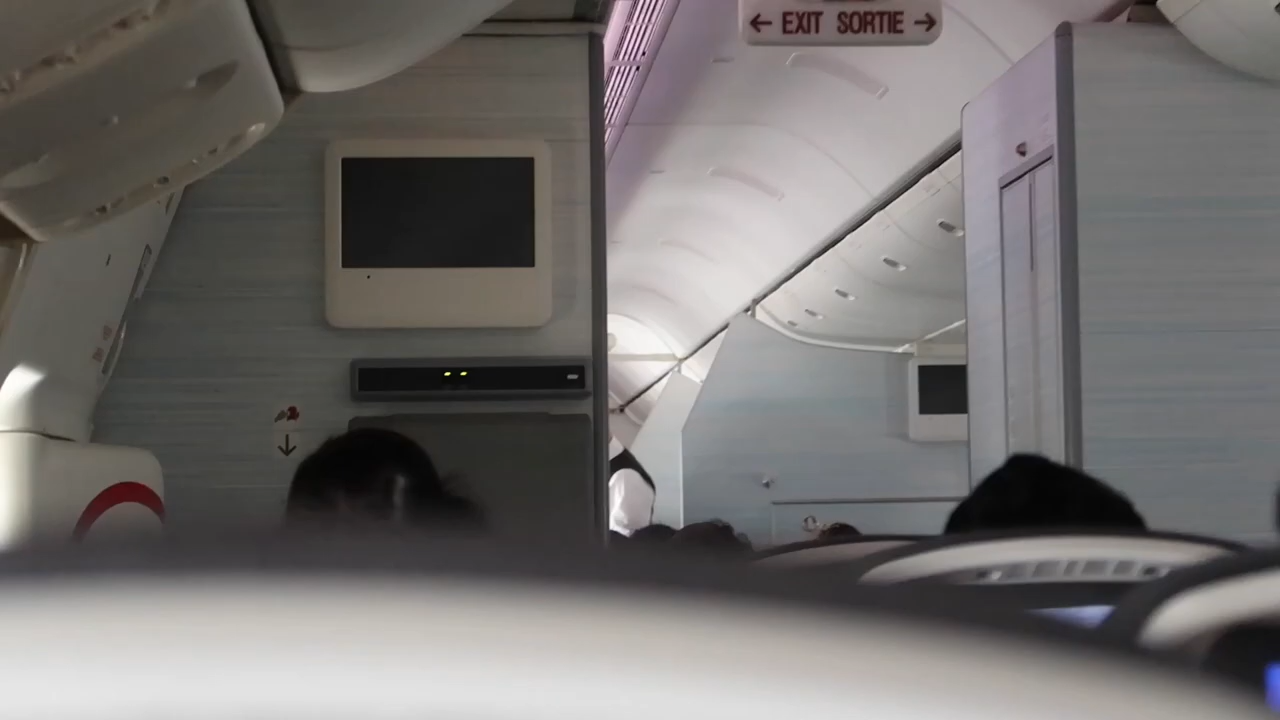 ← EXIT SORTIE →